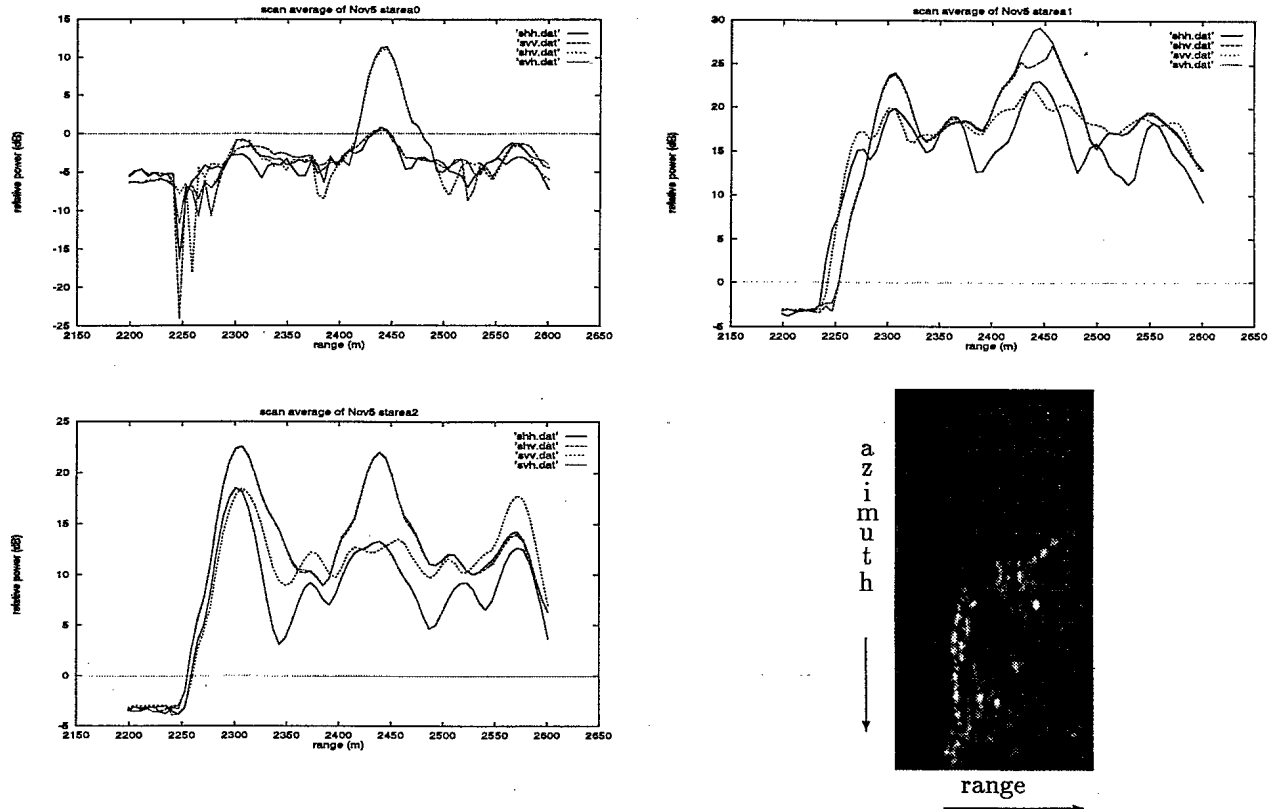 scan average of Nov5 starea0
15
10
5
0
-5
-10
-15
-20
-25
2150 2200 2250 2300 2350 2400 2450 2500 2550 2600 2650
range (m)
relative power (dB)
'shh.dat'
'svv.dat'
'shv.dat'
'svh.dat'
scan average of Nov5 starea1
30
25
20
15
10
5
0
-5
2150 2200 2250 2300 2350 2400 2450 2500 2550 2600 2650
range (m)
relative power (dB)
'shh.dat'
'shv.dat'
'svv.dat'
'svh.dat'
scan average of Nov5 starea2
25
20
15
10
5
0
-5
2150 2200 2250 2300 2350 2400 2450 2500 2550 2600 2650
range (m)
relative power (dB)
'shh.dat'
'shv.dat'
'svv.dat'
'svh.dat'
azimuth
range